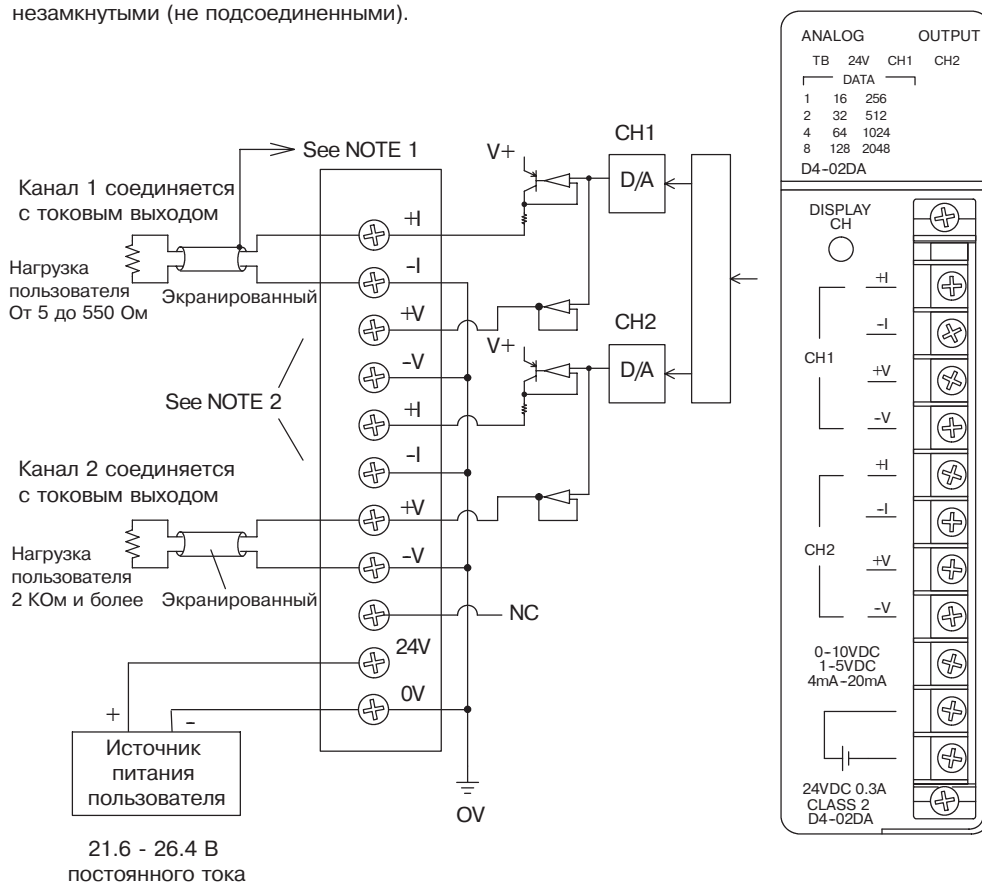 незамкнутыми (не подсоединенными).
See NOTE 1
Канал 1 соединяется
с токовым выходом
Нагрузка
пользователя
От 5 до 550 Ом
Экранированный
See NOTE 2
Канал 2 соединяется
с токовым выходом
Нагрузка
пользователя
2 КОм и более
Экранированный
+I
-I
+V
-V
+I
-I
+V
-V
NC
24V
0V
+
-
Источник
питания
пользователя
21.6 - 26.4 В
постоянного тока
V+
CH1
D/A
V+
CH2
D/A
OV
ANALOG OUTPUT
TB 24V CH1 CH2
DATA
1 16 256
2 32 512
4 64 1024
8 128 2048
D4-02DA
DISPLAY
CH
+I
-I
CH1
+V
-V
+I
-I
CH2
+V
-V
0-10VDC
1-5VDC
4mA-20mA
24VDC 0.3A
CLASS 2
D4-02DA